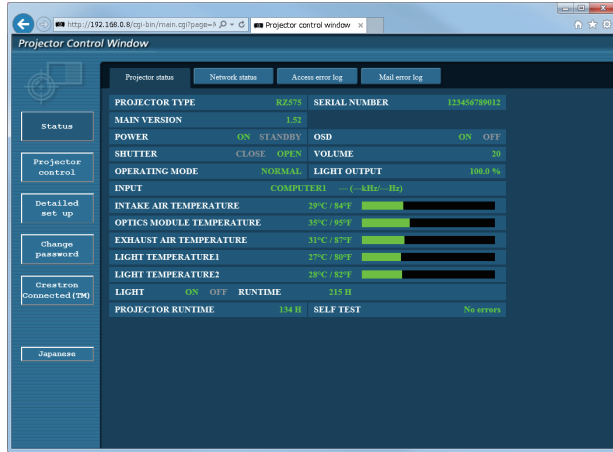 http://192.168.0.8/cgi-bin/main.cgi?page=
Projector control window
Projector Control Window
Projector status Network status Access error log Mail error log
PROJECTOR TYPE RZ575 SERIAL NUMBER 123456789012
MAIN VERSION 1.52
Status
POWER ON STANDBY OSD ON OFF
SHUTTER CLOSE OPEN VOLUME 20
Projector
control
OPERATING MODE NORMAL LIGHT OUTPUT 100.0 %
INPUT COMPUTER1 --- (---kHz/---Hz)
Detailed
set up
INTAKE AIR TEMPERATURE 29°C / 84°F
OPTICS MODULE TEMPERATURE 35°C / 95°F
Change
password
EXHAUST AIR TEMPERATURE 31°C / 87°F
LIGHT TEMPERATURE1 27°C / 80°F
LIGHT TEMPERATURE2 28°C / 82°F
Crestron
Connected(TM)
LIGHT ON OFF RUNTIME 215 H
PROJECTOR RUNTIME 134 H SELF TEST No errors
Japanese